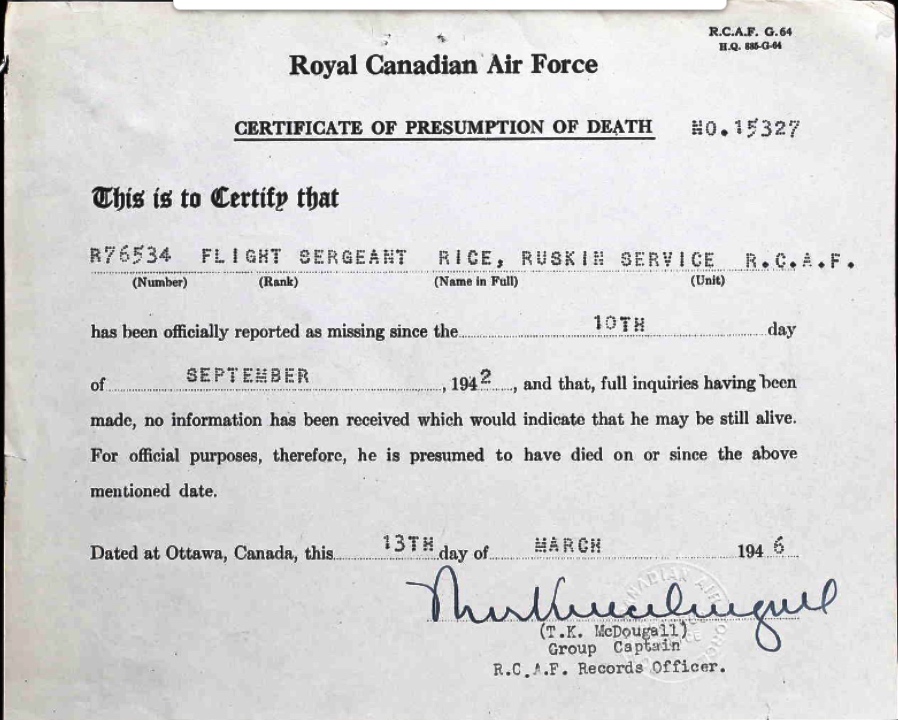 R.C.A.F. G.64
H.Q. 885-G-64
Royal Canadian Air Force
CERTIFICATE OF PRESUMPTION OF DEATH NO.15327
This is to Certify that
R76534 FLIGHT SERGEANT RICE, RUSKIN SERVICE R.C.A.F.
(Number) (Rank) (Name in Full) (Unit)
has been officially reported as missing since the 10TH day
of SEPTEMBER, 1942, and that, full inquiries having been
made, no information has been received which would indicate that he may be still alive.
For official purposes, therefore, he is presumed to have died on or since the above
mentioned date.
Dated at Ottawa, Canada, this 13TH day of MARCH 1946
(T.K. McDougall)
Group Captain
R.C.A.F. Records Officer.